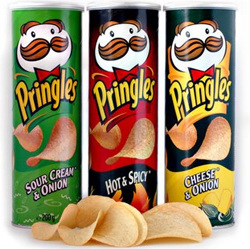 Pringles
SOUR CREAM
& ONION
Pringles
HOT & SPICY
Pringles
CHEESE
& ONION